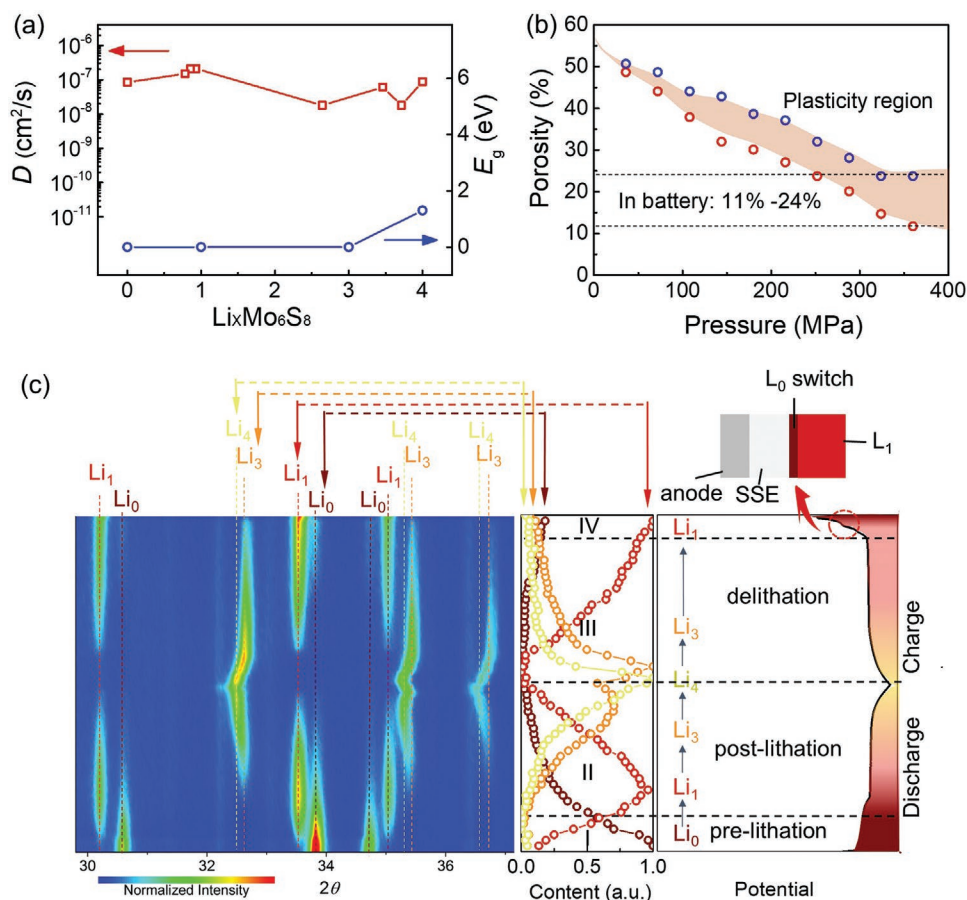 (a)
10⁻⁶
10⁻⁷
10⁻⁸
10⁻⁹
10⁻¹⁰
10⁻¹¹
D (cm²/s)
6
4
2
0
E_g (eV)
0 1 2 3 4
LiₓMo₆S₈
(b)
60
50
40
30
20
10
0
Porosity (%)
Plasticity region
In battery: 11% -24%
0 100 200 300 400
Pressure (MPa)
(c)
L₀ switch
L₁
anode SSE
Li₄ Li₄ Li₄
Li₃ Li₃ Li₃
Li₁ Li₁ Li₁
Li₀ Li₀ Li₀
IV
III
II
I
Li₁
Li₃
Li₄
Li₃
Li₁
Li₀
delithation
post-lithation
pre-lithation
Charge
Discharge
30 32 34 36
Normalized Intensity
2θ
0.0 0.5 1.0
Content (a.u.)
Potential